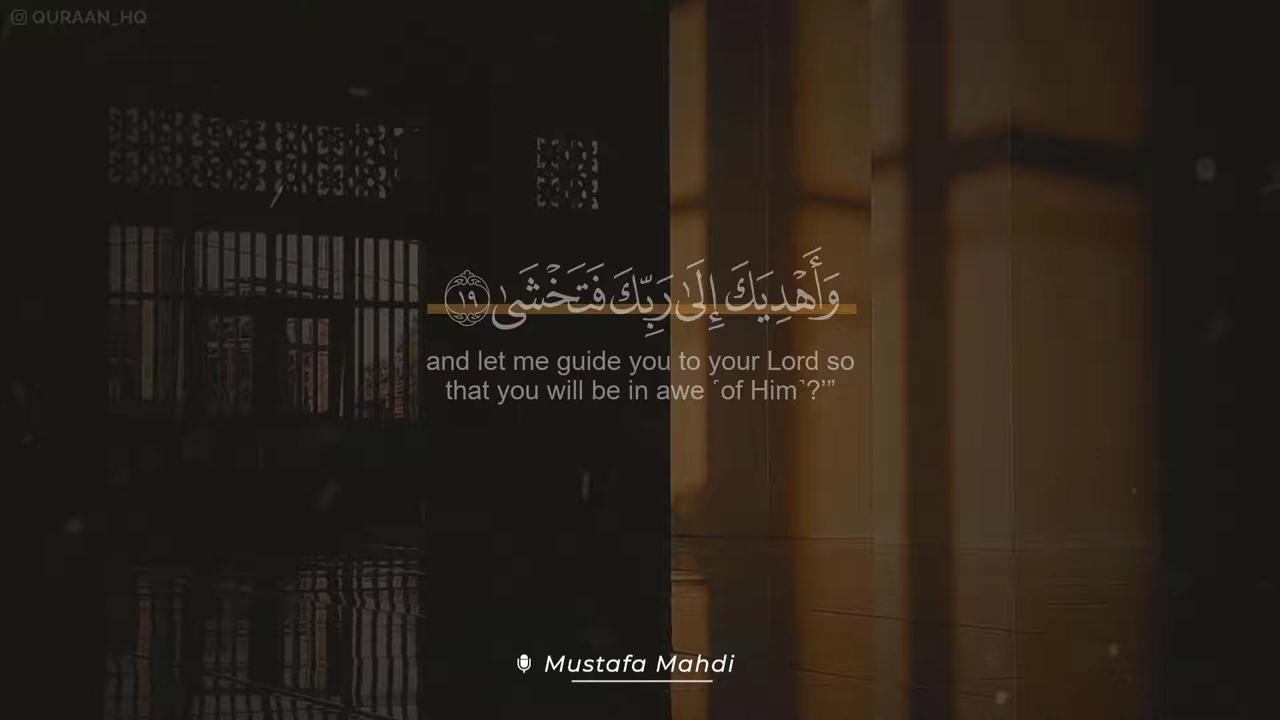 QURAAN_HQ
وَأَهْدِيَكَ إِلَىٰ رَبِّكَ فَتَخْشَىٰ ١٩
and let me guide you to your Lord so
that you will be in awe ˹of Him˺?’”
Mustafa Mahdi